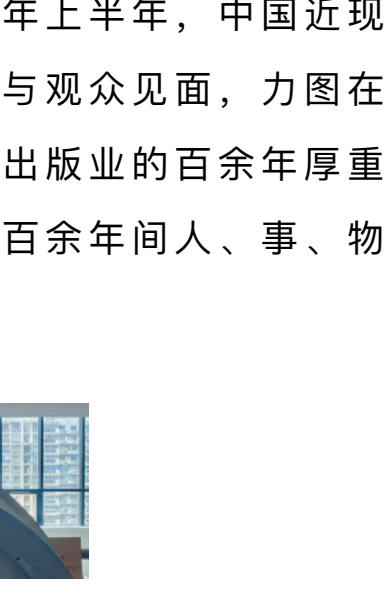 年上半年，中国近现
与观众见面，力图在
出版业的百余年厚重
百余年间人、事、物